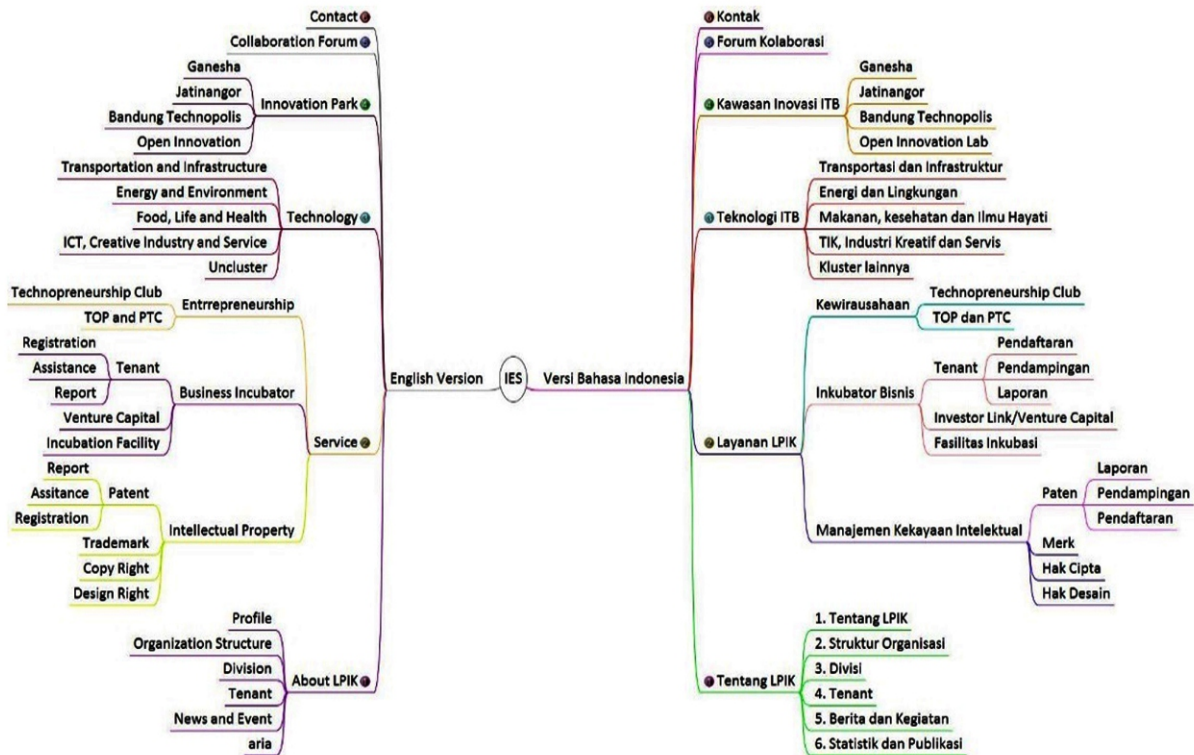 Contact
Collaboration Forum
Ganesha
Jatinangor
Bandung Technopolis
Open Innovation
Innovation Park
Transportation and Infrastructure
Energy and Environment
Food, Life and Health
ICT, Creative Industry and Service
Uncluster
Technology
Technopreneurship Club
TOP and PTC
Entrrepreneurship
Registration
Assistance
Report
Tenant
Venture Capital
Incubation Facility
Business Incubator
Service
Report
Assitance
Registration
Patent
Trademark
Copy Right
Design Right
Intellectual Property
Profile
Organization Structure
Division
Tenant
News and Event
aria
About LPIK
English Version
IES
Versi Bahasa Indonesia
Kontak
Forum Kolaborasi
Kawasan Inovasi ITB
Ganesha
Jatinangor
Bandung Technopolis
Open Innovation Lab
Teknologi ITB
Transportasi dan Infrastruktur
Energi dan Lingkungan
Makanan, kesehatan dan Ilmu Hayati
TIK, Industri Kreatif dan Servis
Kluster lainnya
Layanan LPIK
Kewirausahaan
Technopreneurship Club
TOP dan PTC
Inkubator Bisnis
Tenant
Pendaftaran
Pendampingan
Laporan
Investor Link/Venture Capital
Fasilitas Inkubasi
Manajemen Kekayaan Intelektual
Paten
Laporan
Pendampingan
Pendaftaran
Merk
Hak Cipta
Hak Desain
Tentang LPIK
1. Tentang LPIK
2. Struktur Organisasi
3. Divisi
4. Tenant
5. Berita dan Kegiatan
6. Statistik dan Publikasi